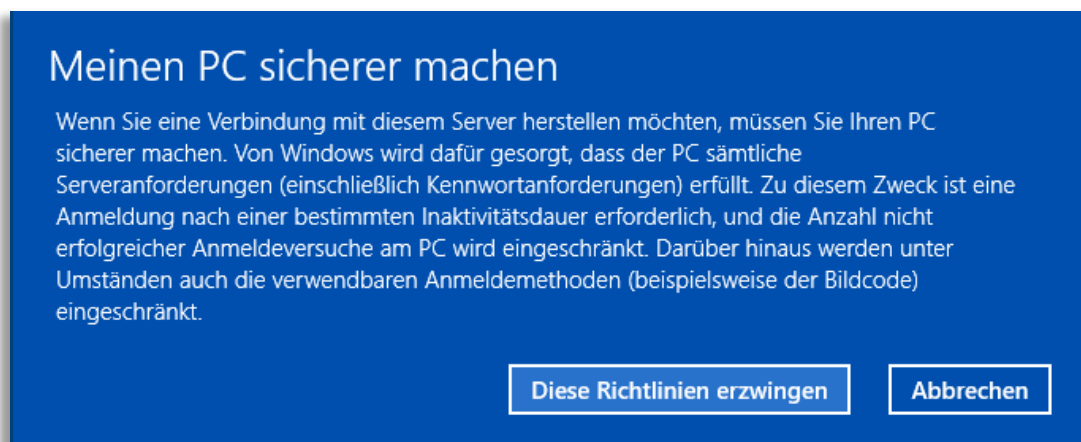 Meinen PC sicherer machen
Wenn Sie eine Verbindung mit diesem Server herstellen möchten, müssen Sie Ihren PC
sicherer machen. Von Windows wird dafür gesorgt, dass der PC sämtliche
Serveranforderungen (einschließlich Kennwortanforderungen) erfüllt. Zu diesem Zweck ist eine
Anmeldung nach einer bestimmten Inaktivitätsdauer erforderlich, und die Anzahl nicht
erfolgreicher Anmeldeversuche am PC wird eingeschränkt. Darüber hinaus werden unter
Umständen auch die verwendbaren Anmeldemethoden (beispielsweise der Bildcode)
eingeschränkt.
Diese Richtlinien erzwingen Abbrechen